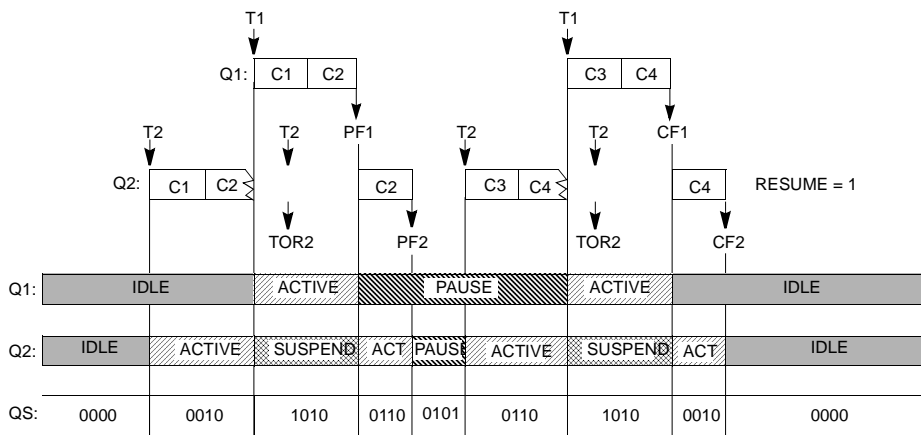 T1 T1
Q1: C1 C2 C3 C4
T2 T2 PF1 T2 T2 CF1
Q2: C1 C2 C2 C3 C4 C4 RESUME = 1
TOR2 PF2 TOR2 CF2
Q1: IDLE ACTIVE PAUSE ACTIVE IDLE
Q2: IDLE ACTIVE SUSPEND ACT PAUSE ACTIVE SUSPEND ACT IDLE
QS: 0000 0010 1010 0110 0101 0110 1010 0010 0000